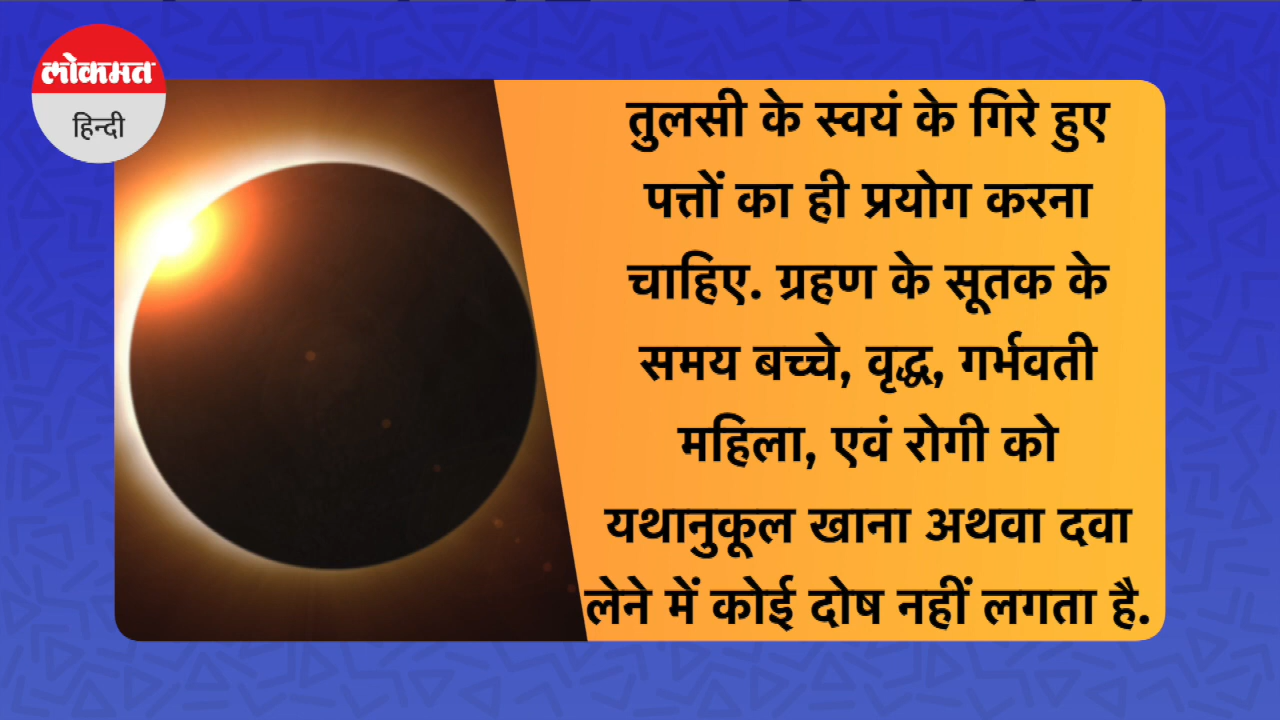 लोकमत
हिन्दी
तुलसी के स्वयं के गिरे हुए
पत्तों का ही प्रयोग करना
चाहिए. ग्रहण के सूतक के
समय बच्चे, वृद्ध, गर्भवती
महिला, एवं रोगी को
यथानुकूल खाना अथवा दवा
लेने में कोई दोष नहीं लगता है.